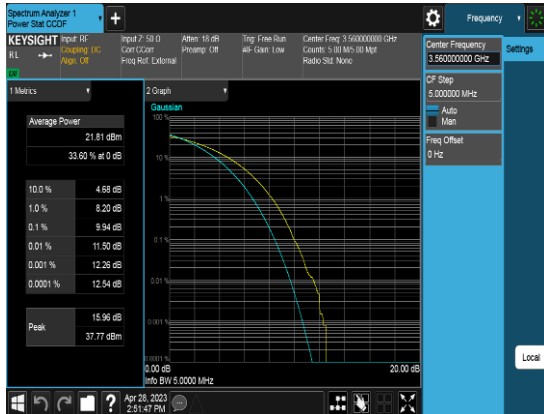 Spectrum Analyzer 1
Power Stat CCDF
Frequency
KEYSIGHT
RL
Input: RF
Coupling: DC
Align: Off
Input Z: 50 Ω
Corr CCorr
Freq Ref: External
Atten: 18 dB
Preamp: Off
Trig: Free Run
#IF Gain: Low
Center Freq: 3.560000000 GHz
Counts: 5.00 M/5.00 Mpt
Radio Std: None
1 Metrics
2 Graph
Average Power
21.81 dBm
33.60 % at 0 dB
10.0 % 4.68 dB
1.0 % 8.20 dB
0.1 % 9.94 dB
0.01 % 11.50 dB
0.001 % 12.26 dB
0.0001 % 12.54 dB
Peak
15.96 dB
37.77 dBm
Gaussian
100 %
10 %
1 %
0.1 %
0.01 %
0.001 %
0.0001 %
0.00 dB
20.00 dB
Info BW 5.0000 MHz
Center Frequency
3.560000000 GHz
Settings
CF Step
5.000000 MHz
Auto
Man
Freq Offset
0 Hz
Local
Apr 28, 2023
2:51:47 PM